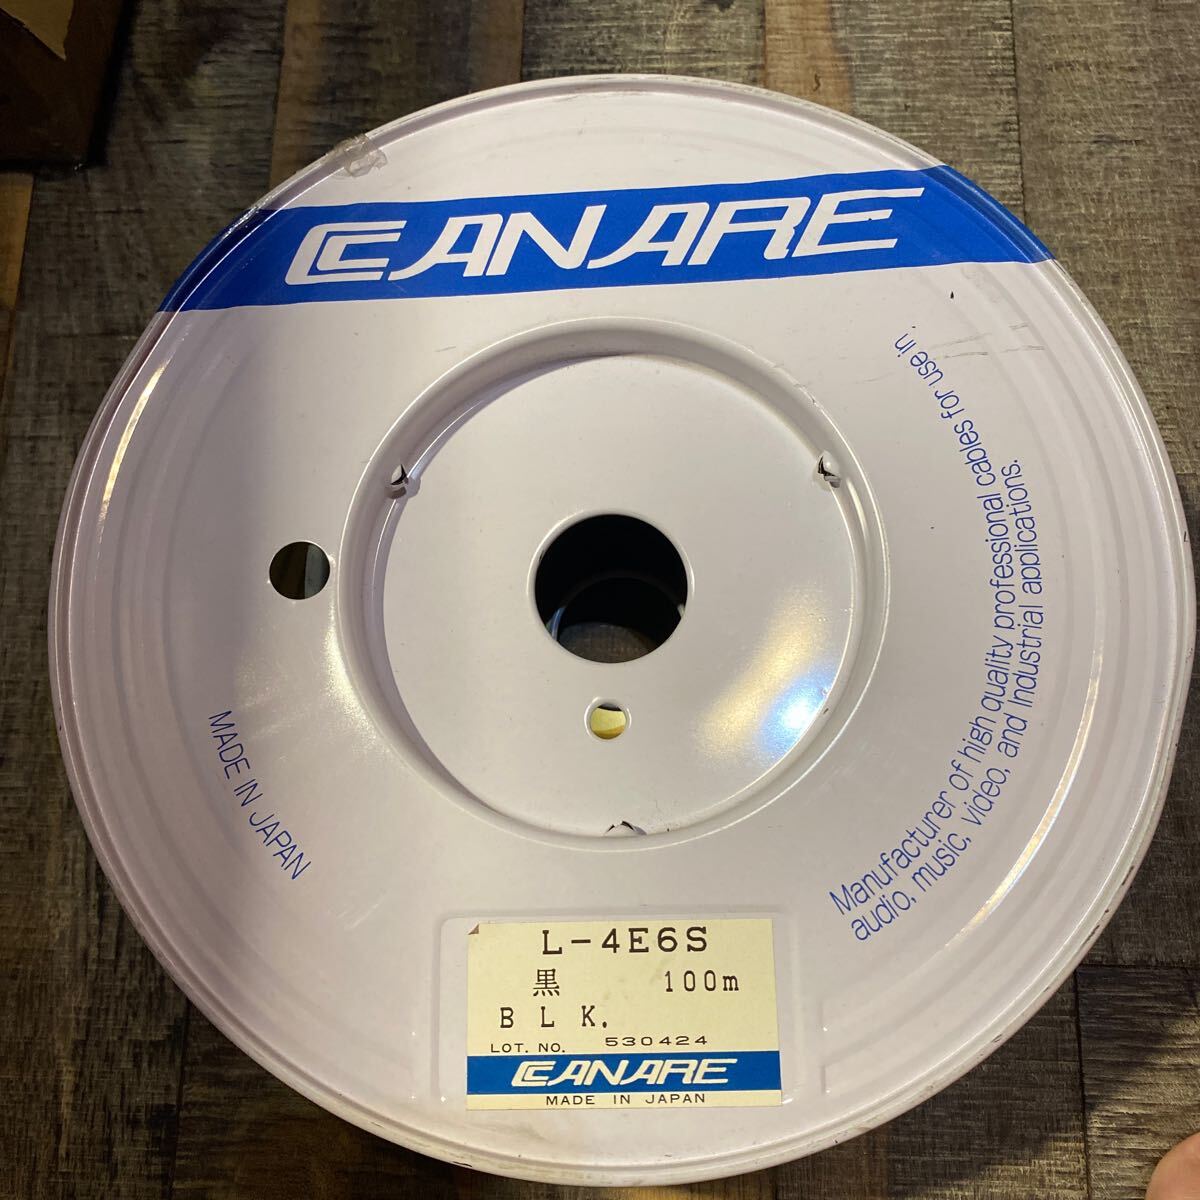 CANARE
Manufacturer of high quality professional cables for use in
audio, music, video, and Industrial applications.
MADE IN JAPAN
L-4E6S
黒 100m
BLK.
LOT. NO. 530424
CANARE
MADE IN JAPAN